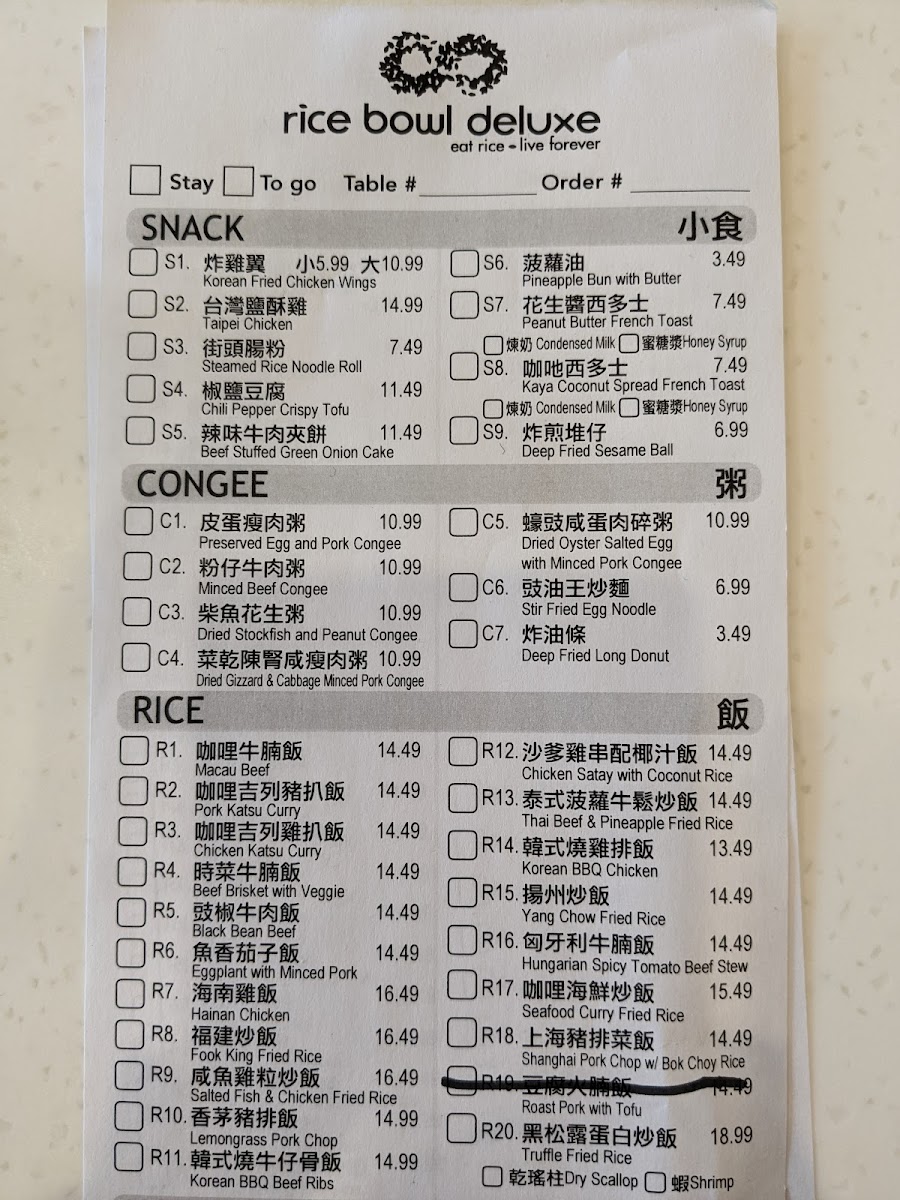 rice bowl deluxe
eat rice - live forever
Stay To go Table # Order #
SNACK 小食
S1. 炸雞翼 小5.99 大10.99
Korean Fried Chicken Wings
S2. 台灣鹽酥雞 14.99
Taipei Chicken
S3. 街頭腸粉 7.49
Steamed Rice Noodle Roll
S4. 椒鹽豆腐 11.49
Chili Pepper Crispy Tofu
S5. 辣味牛肉夾餅 11.49
Beef Stuffed Green Onion Cake
S6. 菠蘿油 3.49
Pineapple Bun with Butter
S7. 花生醬西多士 7.49
Peanut Butter French Toast
煉奶 Condensed Milk 蜜糖漿Honey Syrup
S8. 咖吔西多士 7.49
Kaya Coconut Spread French Toast
煉奶 Condensed Milk 蜜糖漿Honey Syrup
S9. 炸煎堆仔 6.99
Deep Fried Sesame Ball
CONGEE 粥
C1. 皮蛋瘦肉粥 10.99
Preserved Egg and Pork Congee
C2. 粉仔牛肉粥 10.99
Minced Beef Congee
C3. 柴魚花生粥 10.99
Dried Stockfish and Peanut Congee
C4. 菜乾陳腎咸瘦肉粥 10.99
Dried Gizzard & Cabbage Minced Pork Congee
C5. 蠔豉咸蛋肉碎粥 10.99
Dried Oyster Salted Egg
with Minced Pork Congee
C6. 豉油王炒麵 6.99
Stir Fried Egg Noodle
C7. 炸油條 3.49
Deep Fried Long Donut
RICE 飯
R1. 咖哩牛腩飯 14.49
Macau Beef
R2. 咖哩吉列豬扒飯 14.49
Pork Katsu Curry
R3. 咖哩吉列雞扒飯 14.49
Chicken Katsu Curry
R4. 時菜牛腩飯 14.49
Beef Brisket with Veggie
R5. 豉椒牛肉飯 14.49
Black Bean Beef
R6. 魚香茄子飯 14.49
Eggplant with Minced Pork
R7. 海南雞飯 16.49
Hainan Chicken
R8. 福建炒飯 16.49
Fook King Fried Rice
R9. 咸魚雞粒炒飯 16.49
Salted Fish & Chicken Fried Rice
R10. 香茅豬排飯 14.99
Lemongrass Pork Chop
R11. 韓式燒牛仔骨飯 14.99
Korean BBQ Beef Ribs
R12. 沙爹雞串配椰汁飯 14.49
Chicken Satay with Coconut Rice
R13. 泰式菠蘿牛鬆炒飯 14.49
Thai Beef & Pineapple Fried Rice
R14. 韓式燒雞排飯 13.49
Korean BBQ Chicken
R15. 揚州炒飯 14.49
Yang Chow Fried Rice
R16. 匈牙利牛腩飯 14.49
Hungarian Spicy Tomato Beef Stew
R17. 咖哩海鮮炒飯 15.49
Seafood Curry Fried Rice
R18. 上海豬排菜飯 14.49
Shanghai Pork Chop w/ Bok Choy Rice
R19. 豆腐火腩飯 14.49
Roast Pork with Tofu
R20. 黑松露蛋白炒飯 18.99
Truffle Fried Rice
乾瑤柱Dry Scallop 蝦Shrimp